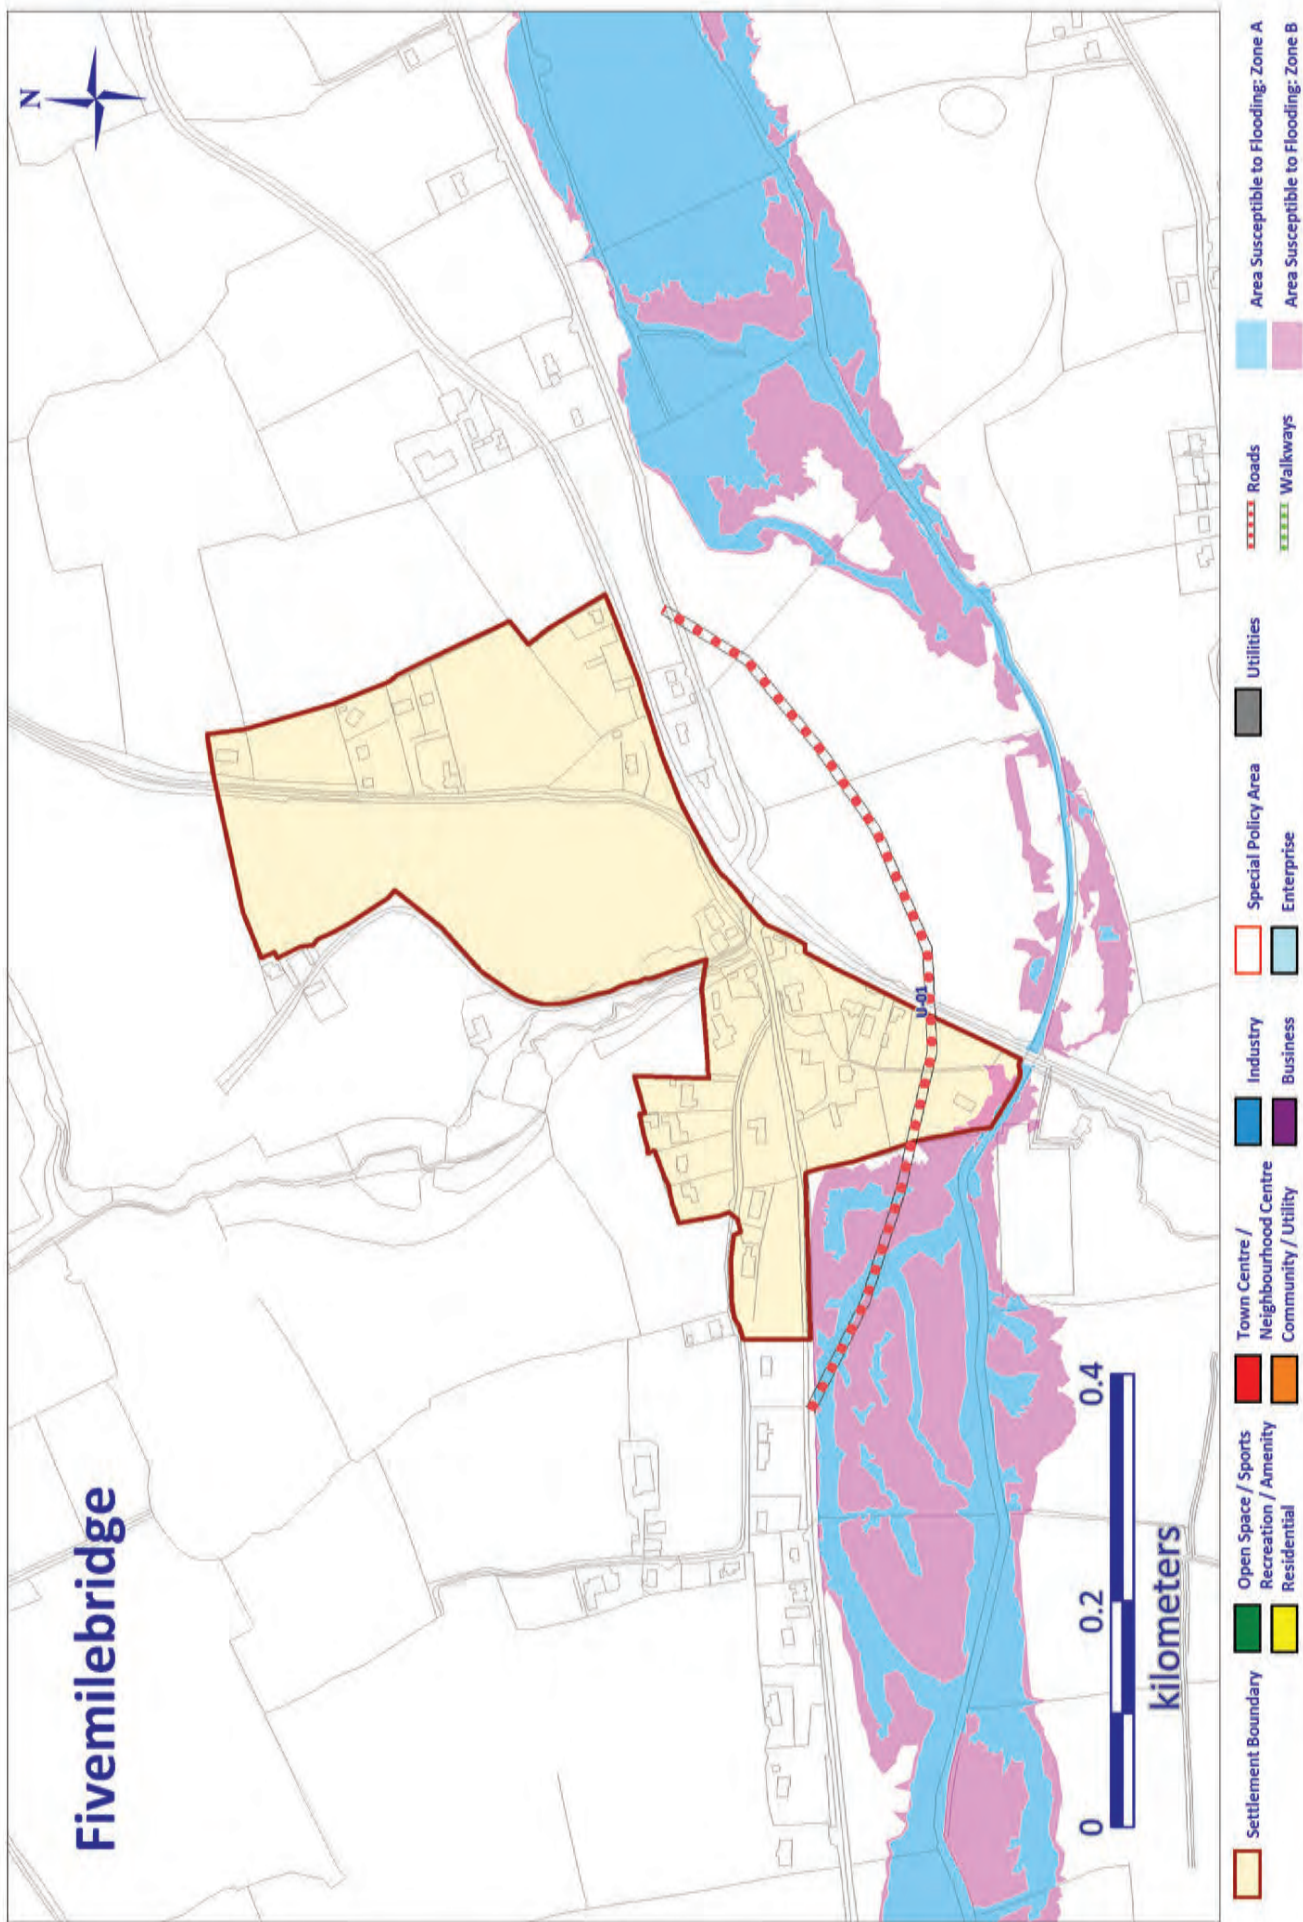 Fivemilebridge
N
U-01
0 0.2 0.4
kilometers
Settlement Boundary
Open Space / Sports
Recreation / Amenity
Residential
Town Centre /
Neighbourhood Centre
Community / Utility
Industry
Business
Special Policy Area
Enterprise
Utilities
Roads
Walkways
Area Susceptible to Flooding: Zone A
Area Susceptible to Flooding: Zone B